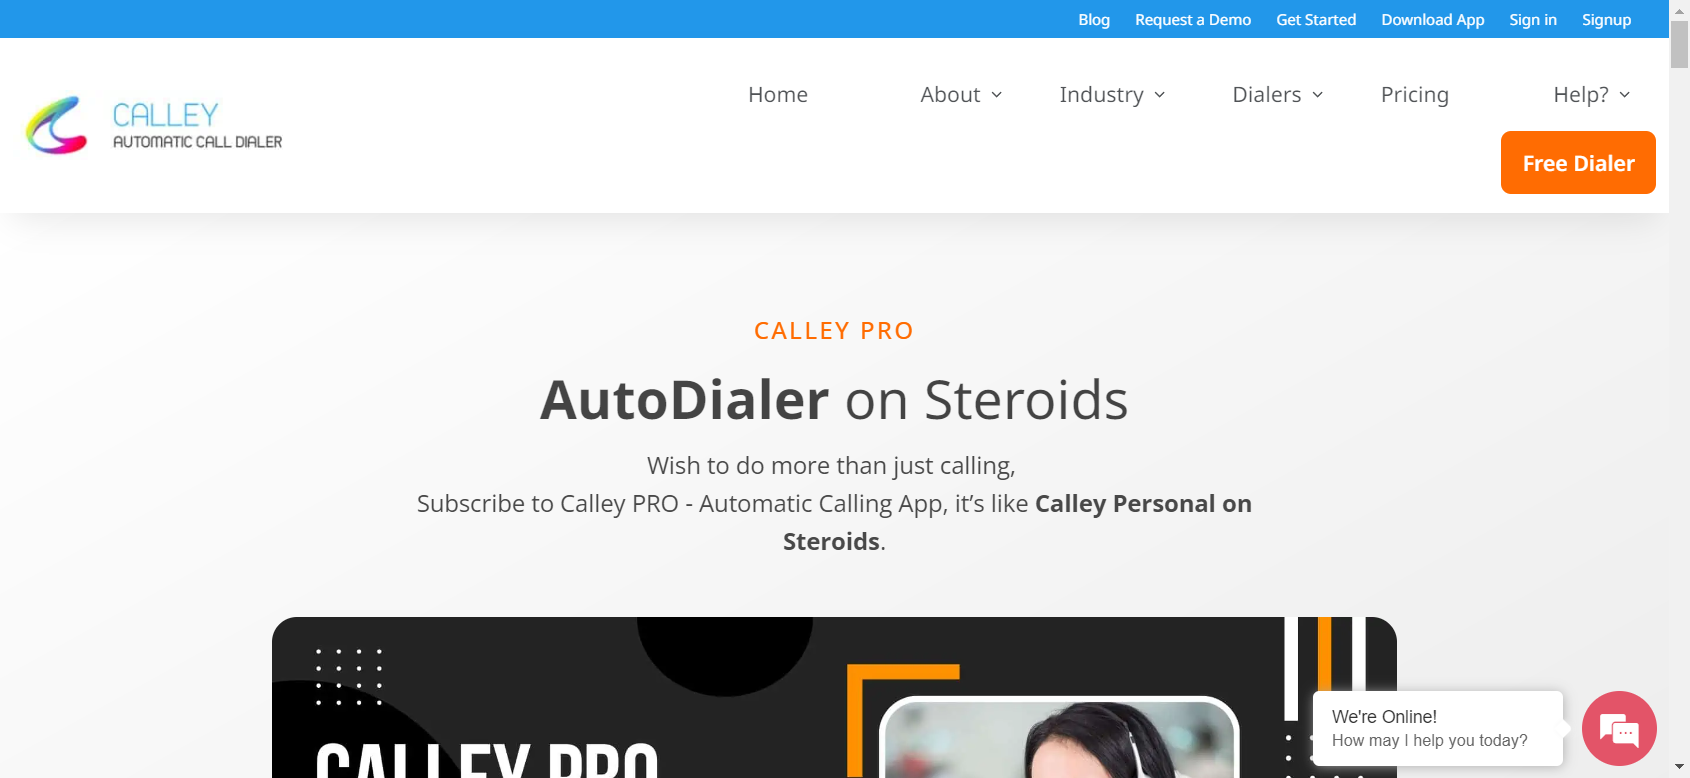 Blog Request a Demo Get Started Download App Sign in Signup
Home About Industry Dialers Pricing Help?
CALLEY
AUTOMATIC CALL DIALER
Free Dialer
CALLEY PRO
AutoDialer on Steroids
Wish to do more than just calling,
Subscribe to Calley PRO - Automatic Calling App, it’s like Calley Personal on
Steroids.
CALLEY PRO
We're Online!
How may I help you today?